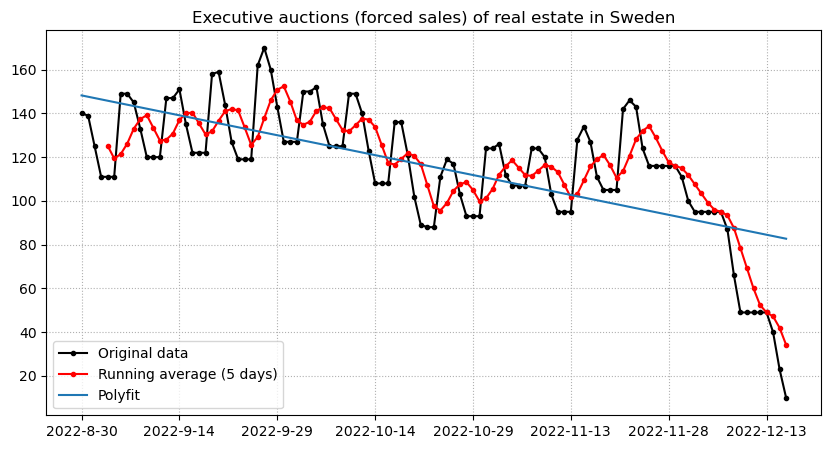 Executive auctions (forced sales) of real estate in Sweden
160
140
120
100
80
60
40
20
Original data
Running average (5 days)
Polyfit
2022-8-30 2022-9-14 2022-9-29 2022-10-14 2022-10-29 2022-11-13 2022-11-28 2022-12-13